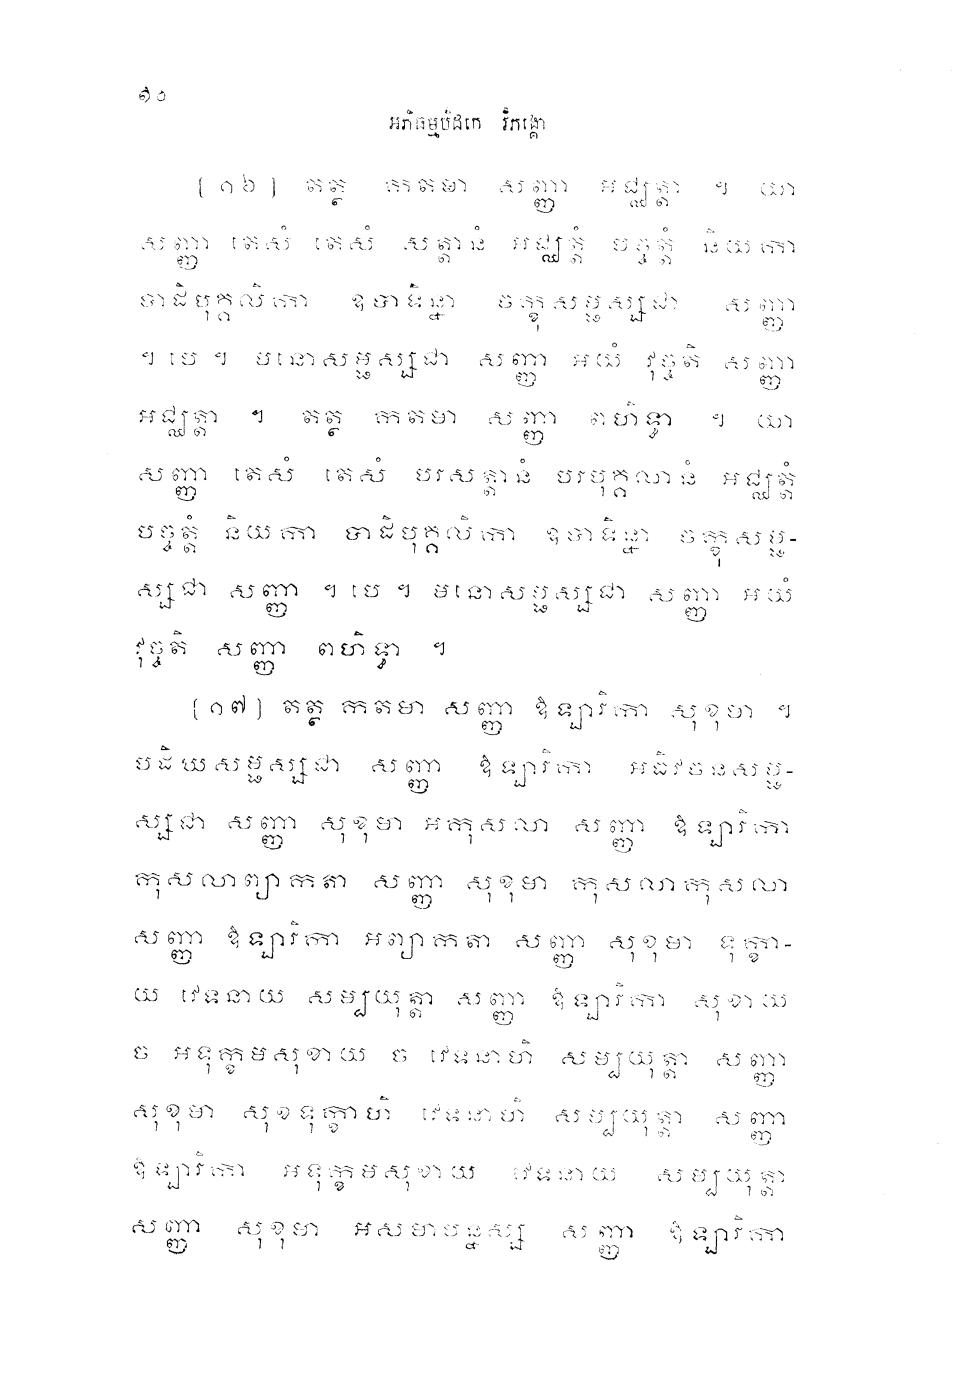 ១០
អភិធម្មបិដកេ វិភង្គោ
[១៦] តត្ថ កតមា សញ្ញា អជ្ឈត្តា ។ យា
សញ្ញា តេសំ តេសំ សត្តានំ អជ្ឈត្តំ បច្ចត្តំ និយកា
បាដិបុគ្គលិកា ឧបាទិន្នា ចក្ខុសម្ផស្សជា សញ្ញា
។ បេ ។ មនោសម្ផស្សជា សញ្ញា អយំ វុច្ចតិ សញ្ញា
អជ្ឈត្តា ។ តត្ថ កតមា សញ្ញា ពហិទ្ធា ។ យា
សញ្ញា តេសំ តេសំ បរសត្តានំ បរបុគ្គលានំ អជ្ឈត្តំ
បច្ចត្តំ និយកា បាដិបុគ្គលិកា ឧបាទិន្នា ចក្ខុសម្ផ-
ស្សជា សញ្ញា ។ បេ ។ មនោសម្ផស្សជា សញ្ញា អយំ
វុច្ចតិ សញ្ញា ពហិទ្ធា ។
[១៧] តត្ថ កតមា សញ្ញា ឱឡារិកា សុខុមា ។
បដិឃសម្ផស្សជា សញ្ញា ឱឡារិកា អធិវចនសម្ផ-
ស្សជា សញ្ញា សុខុមា អកុសលា សញ្ញា ឱឡារិកា
កុសលាព្យាកតា សញ្ញា សុខុមា កុសលាកុសលា
សញ្ញា ឱឡារិកា អព្យាកតា សញ្ញា សុខុមា ទុក្ខា-
យ វេទនាយ សម្បយុត្តា សញ្ញា ឱឡារិកា សុខាយ
ច អទុក្ខមសុខាយ ច វេទនាហិ សម្បយុត្តា សញ្ញា
សុខុមា សុខទុក្ខាហិ វេទនាហិ សម្បយុត្តា សញ្ញា
ឱឡារិកា អទុក្ខមសុខាយ វេទនាយ សម្បយុត្តា
សញ្ញា សុខុមា អសមាបន្នស្ស សញ្ញា ឱឡារិកា